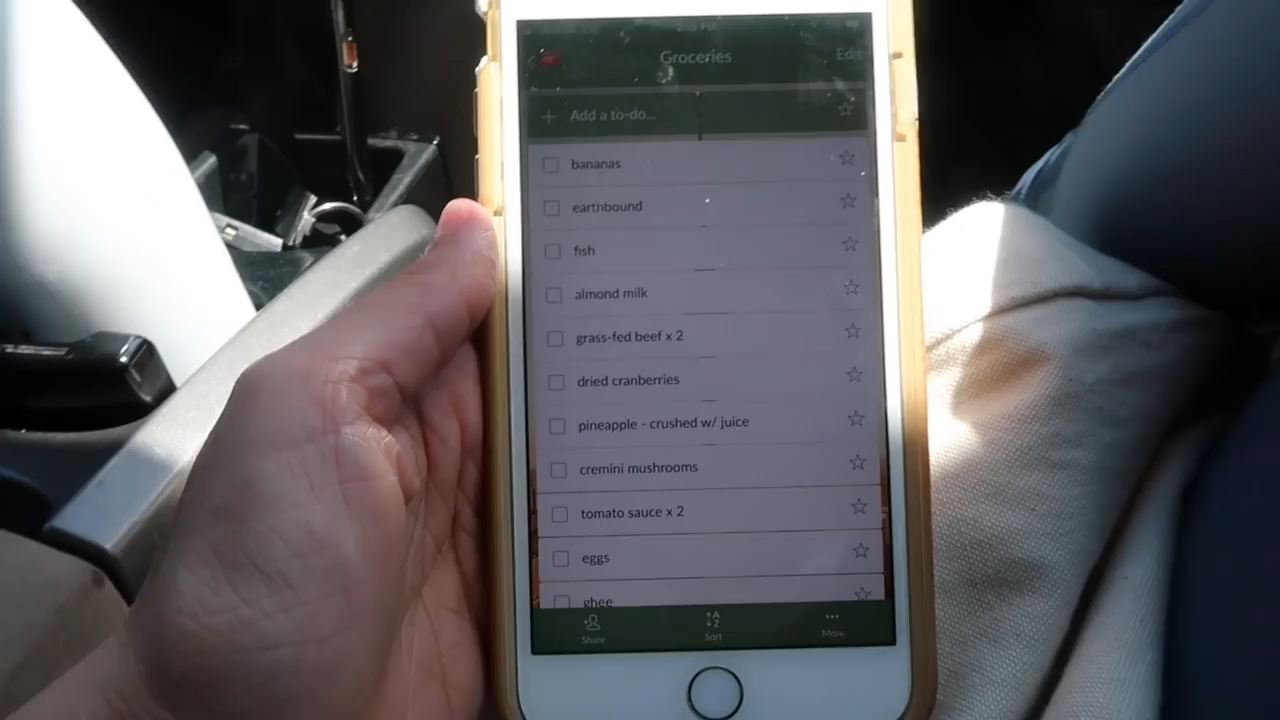 Groceries
Edit
+ Add a to-do...
bananas
earthbound
fish
almond milk
grass-fed beef x 2
dried cranberries
pineapple - crushed w/ juice
cremini mushrooms
tomato sauce x 2
eggs
ghee
Share
Sort
More